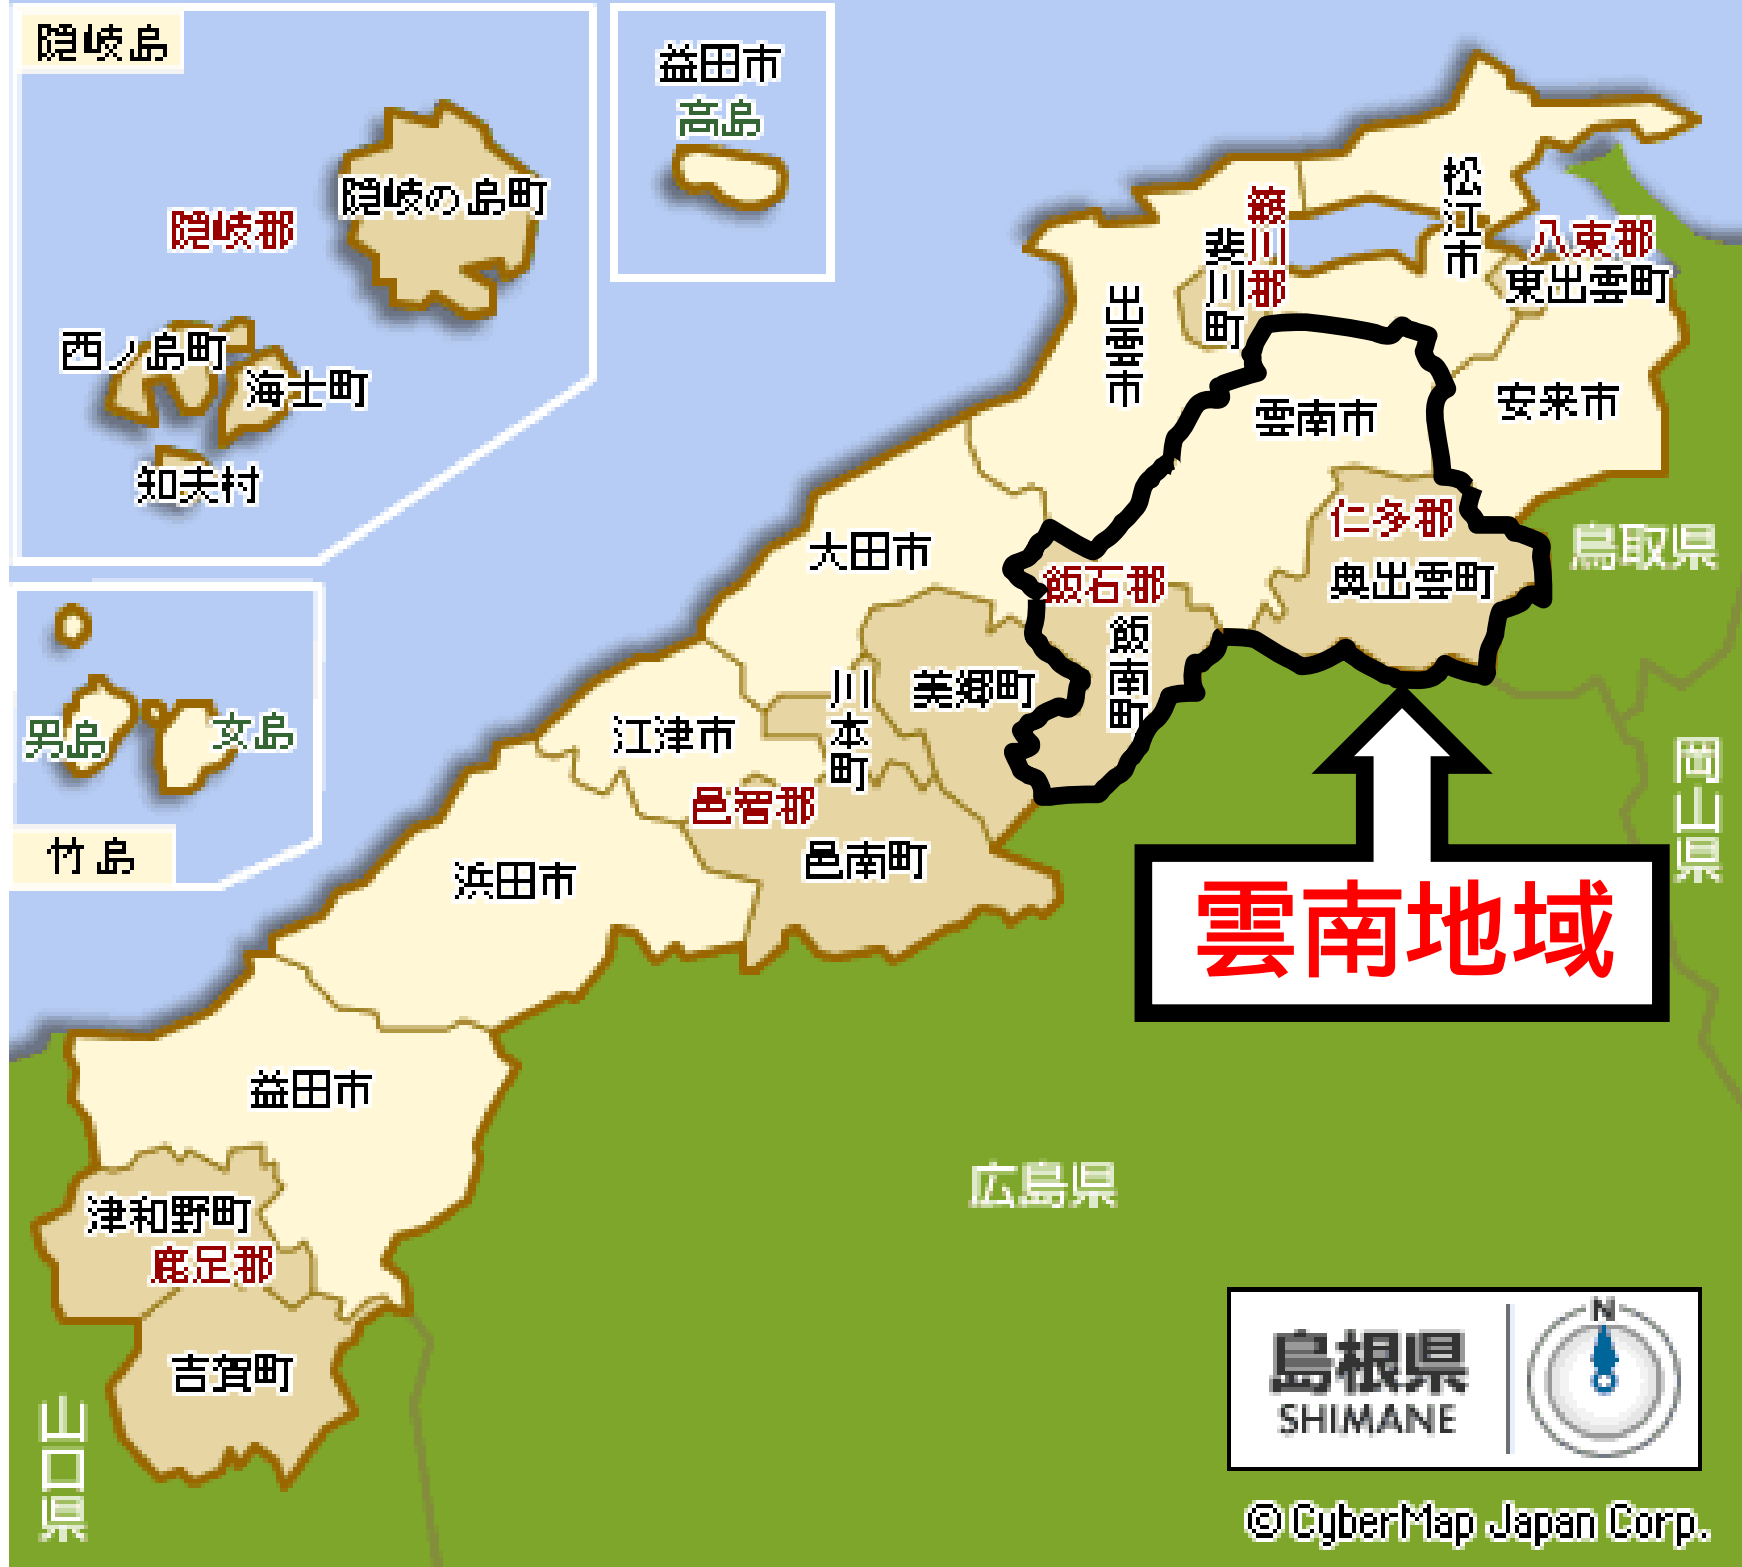 隠岐島
隠岐の島町
隠岐郡
西ノ島町
海士町
知夫村
益田市
高島
松江市
簸川郡
斐川町
八束郡
東出雲町
出雲市
安来市
雲南市
仁多郡
奥出雲町
鳥取県
大田市
飯石郡
飯南町
美郷町
川本町
江津市
邑智郡
邑南町
男島
女島
竹島
浜田市
岡山県
雲南地域
益田市
広島県
津和野町
鹿足郡
吉賀町
山口県
島根県
SHIMANE
N
© CyberMap Japan Corp.